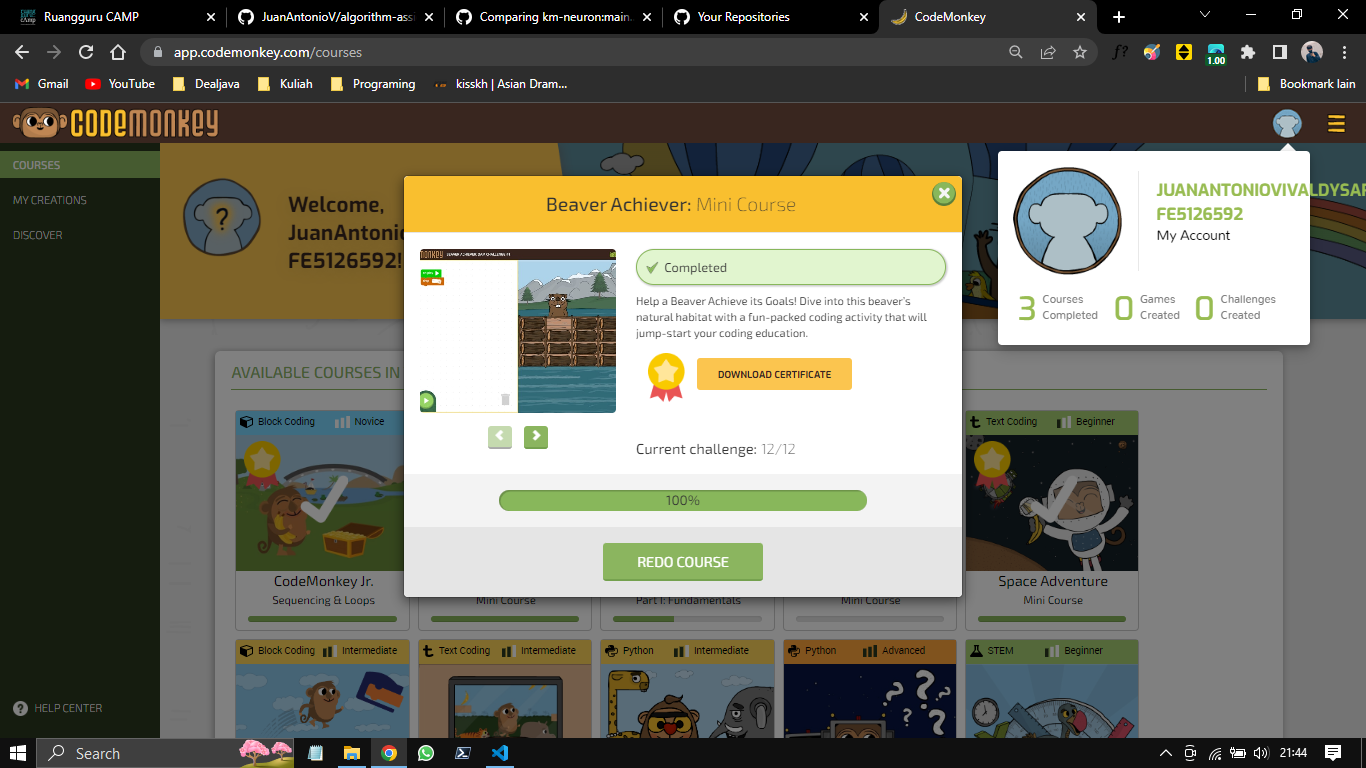 Ruangguru CAMP
JuanAntonioV/algorithm-assi
Comparing km-neuron:main.
Your Repositories
CodeMonkey
app.codemonkey.com/courses
1.00
Gmail
YouTube
Dealjava
Kuliah
Programing
kisskh | Asian Dram...
Bookmark lain
CODEMONKEY
COURSES
MY CREATIONS
DISCOVER
HELP CENTER
Welcome,
JuanAntonio
FE5126592!
JUANANTONIOVIVALDYSAP
FE5126592
My Account
3 Courses Completed
0 Games Created
0 Challenges Created
Beaver Achiever: Mini Course
Completed
Help a Beaver Achieve its Goals! Dive into this beaver's
natural habitat with a fun-packed coding activity that will
jump-start your coding education.
DOWNLOAD CERTIFICATE
Current challenge: 12/12
100%
REDO COURSE
AVAILABLE COURSES IN
Block Coding Novice
Text Coding Beginner
CodeMonkey Jr.
Sequencing & Loops
Mini Course
Part 1: Fundamentals
Mini Course
Space Adventure
Mini Course
Block Coding Intermediate
Text Coding Intermediate
Python Intermediate
Python Advanced
STEM Beginner
Search
21:44